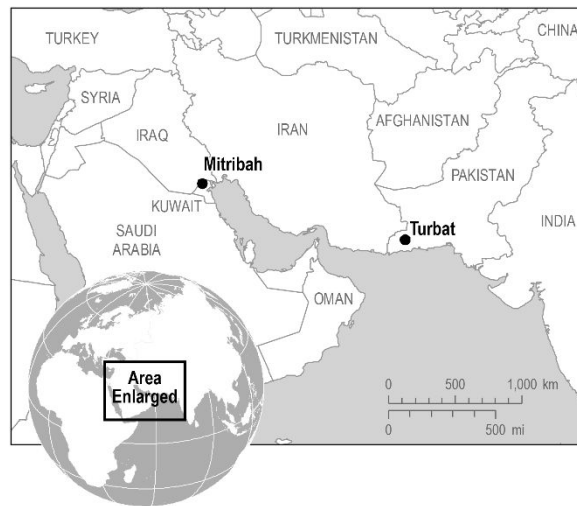 TURKEY
TURKMENISTAN
CHINA
SYRIA
IRAQ
IRAN
AFGHANISTAN
Mitribah
PAKISTAN
KUWAIT
Turbat
INDIA
SAUDI
ARABIA
OMAN
Area
Enlarged
0 500 1,000 km
0 500 mi